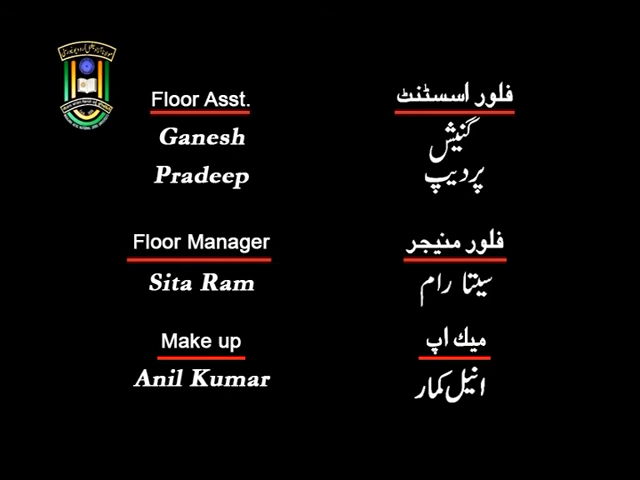 Floor Asst. فلور اسسٹنٹ
Ganesh گنیش
Pradeep پردیپ
Floor Manager فلور منیجر
Sita Ram سیتا رام
Make up میک اپ
Anil Kumar انیل کمار